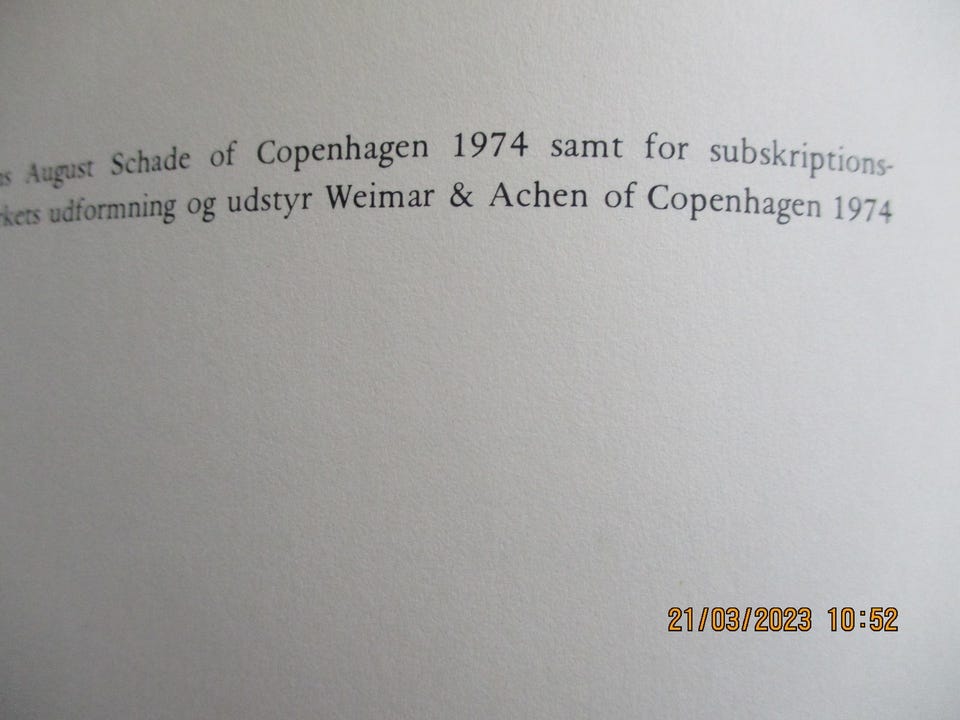 August Schade of Copenhagen 1974 samt for subskriptions-
udformning og udstyr Weimar & Achen of Copenhagen 1974
21/03/2023 10:52